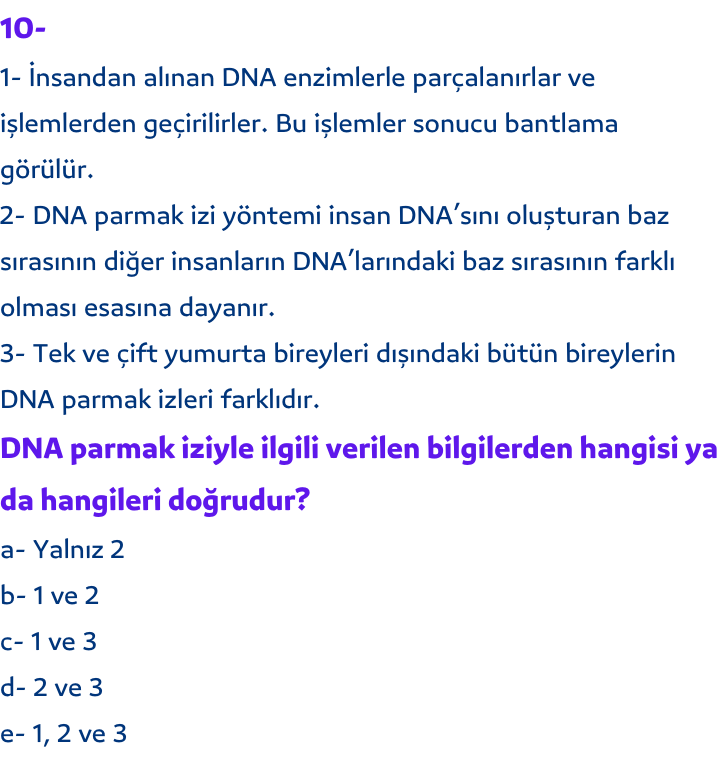 10-
1- İnsandan alınan DNA enzimlerle parçalanırlar ve
işlemlerden geçirilirler. Bu işlemler sonucu bantlama
görülür.
2- DNA parmak izi yöntemi insan DNA’sını oluşturan baz
sırasının diğer insanların DNA’larındaki baz sırasının farklı
olması esasına dayanır.
3- Tek ve çift yumurta bireyleri dışındaki bütün bireylerin
DNA parmak izleri farklıdır.
DNA parmak iziyle ilgili verilen bilgilerden hangisi ya
da hangileri doğrudur?
a- Yalnız 2
b- 1 ve 2
c- 1 ve 3
d- 2 ve 3
e- 1, 2 ve 3